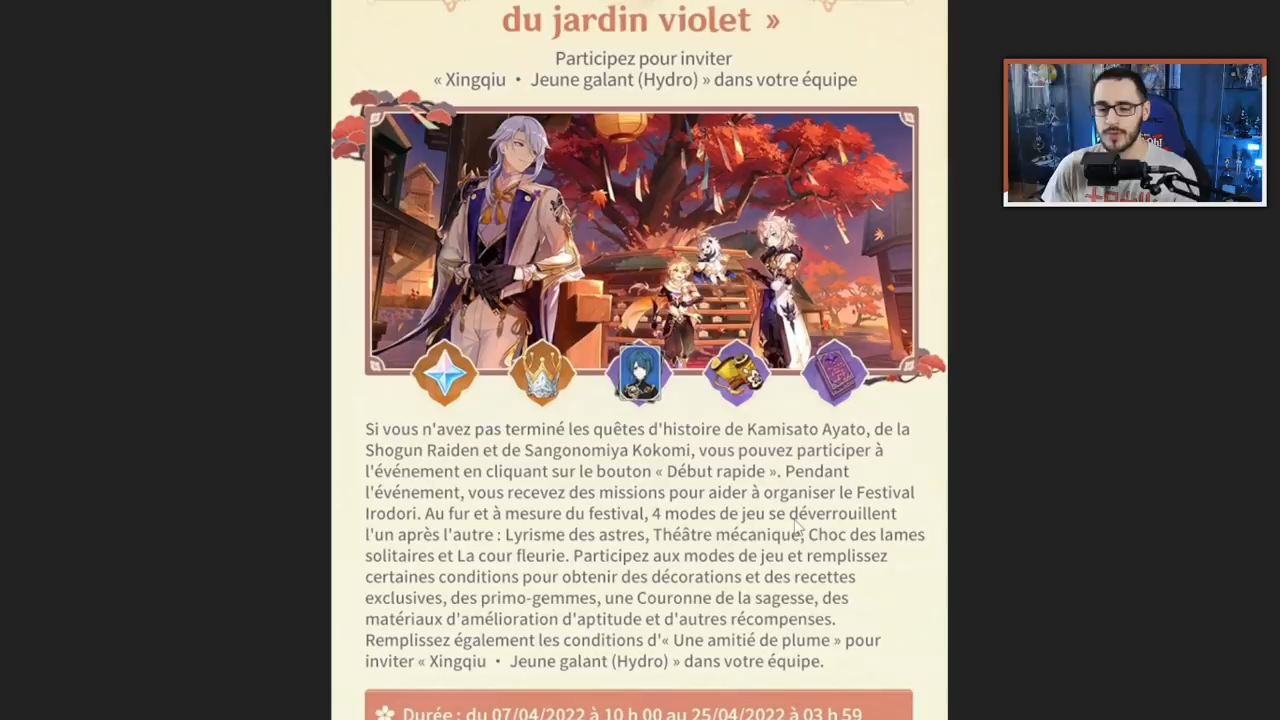 du jardin violet »
Participez pour inviter
« Xingqiu • Jeune galant (Hydro) » dans votre équipe
Si vous n'avez pas terminé les quêtes d'histoire de Kamisato Ayato, de la
Shogun Raiden et de Sangonomiya Kokomi, vous pouvez participer à
l'événement en cliquant sur le bouton « Début rapide ». Pendant
l'événement, vous recevez des missions pour aider à organiser le Festival
Irodori. Au fur et à mesure du festival, 4 modes de jeu se déverrouillent
l'un après l'autre : Lyrisme des astres, Théâtre mécanique, Choc des lames
solitaires et La cour fleurie. Participez aux modes de jeu et remplissez
certaines conditions pour obtenir des décorations et des recettes
exclusives, des primo-gemmes, une Couronne de la sagesse, des
matériaux d'amélioration d'aptitude et d'autres récompenses.
Remplissez également les conditions d'« Une amitié de plume » pour
inviter « Xingqiu • Jeune galant (Hydro) » dans votre équipe.
Durée : du 07/04/2022 à 10 h 00 au 25/04/2022 à 03 h 59